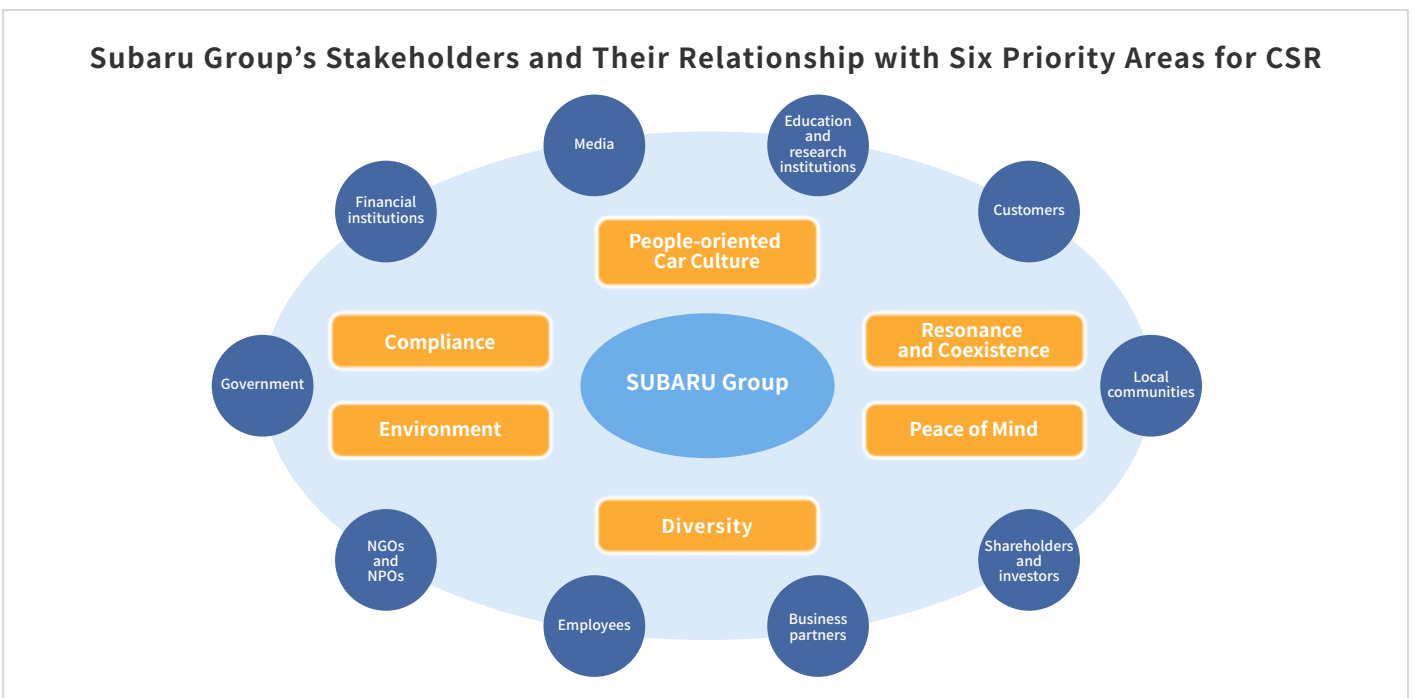 Subaru Group's Stakeholders and Their Relationship with Six Priority Areas for CSR
Media
Education
and
research
institutions
Financial
institutions
Customers
People-oriented
Car Culture
Compliance
Resonance
and Coexistence
Government
SUBARU Group
Local
communities
Environment
Peace of Mind
Diversity
NGOs
and
NPOs
Shareholders
and
investors
Employees
Business
partners